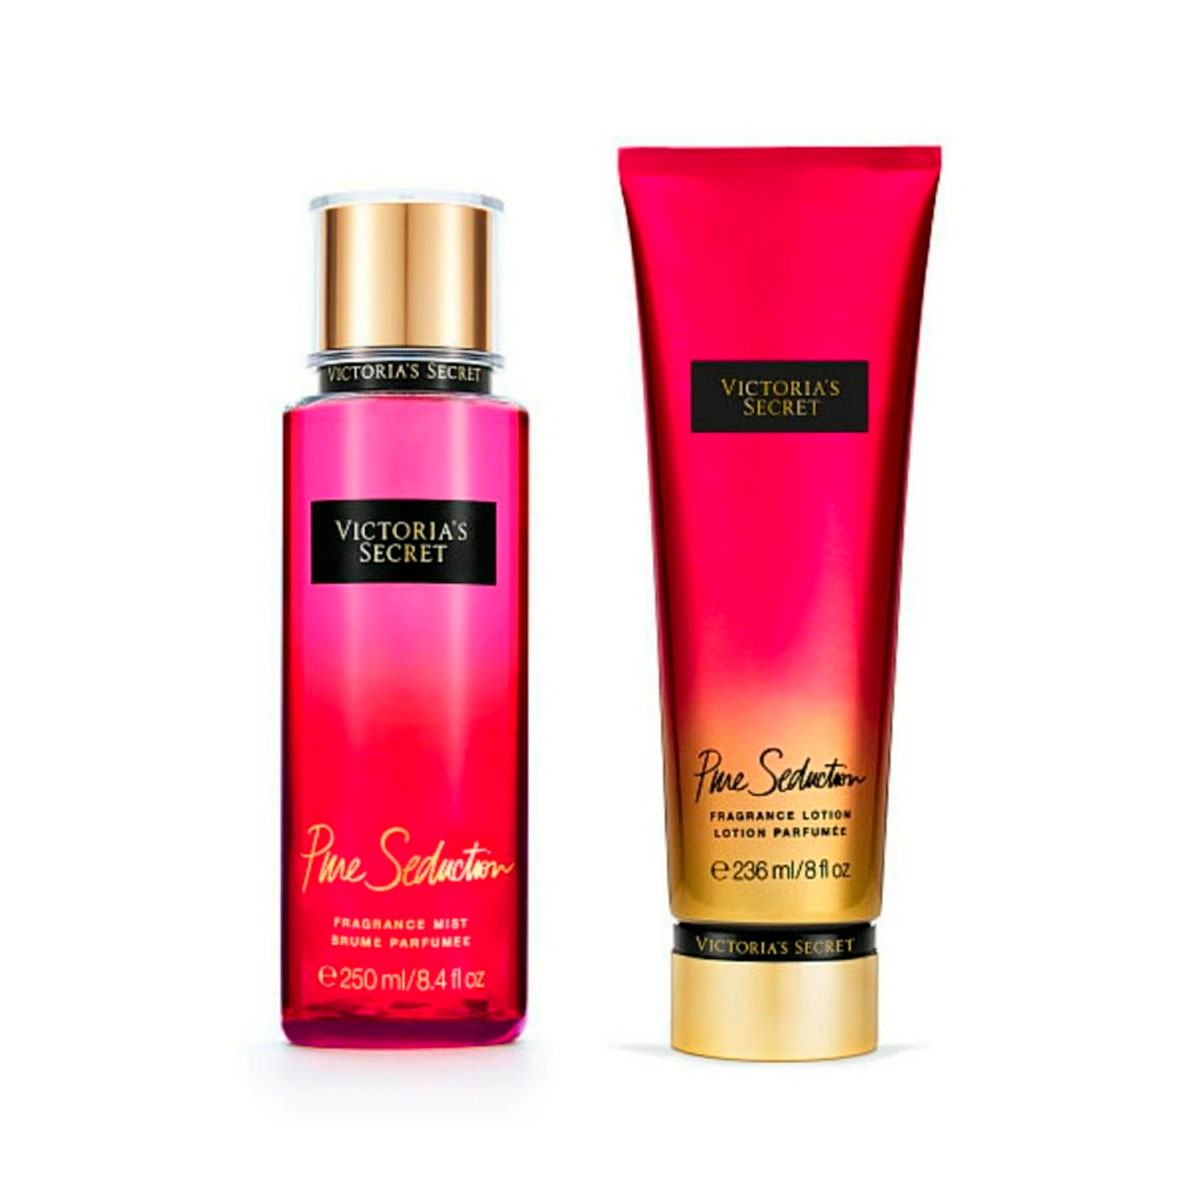 VICTORIA'S SECRET
VICTORIA'S
SECRET
Pure Seduction
FRAGRANCE MIST
BRUME PARFUMÉE
℮250 ml/8.4 fl oz
VICTORIA'S
SECRET
Pure Seduction
FRAGRANCE LOTION
LOTION PARFUMÉE
℮236 ml/8 fl oz
VICTORIA'S SECRET